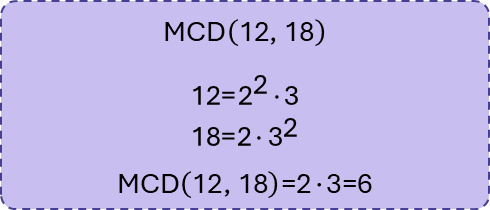 MCD(12, 18)
12=2²·3
18=2·3²
MCD(12, 18)=2·3=6